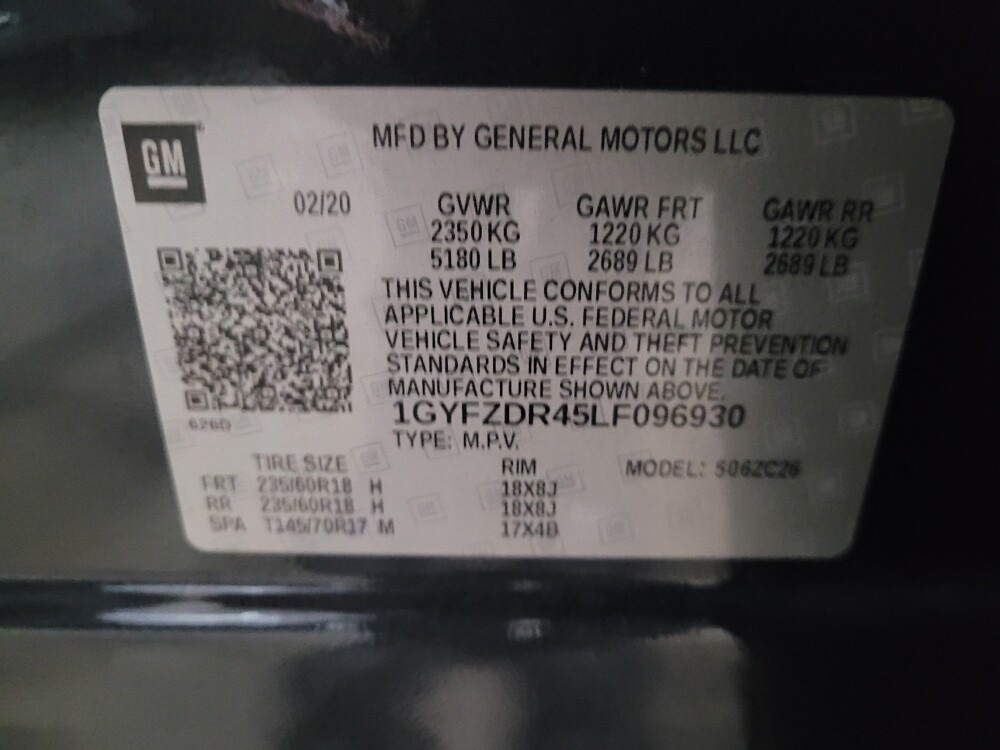 GM
MFD BY GENERAL MOTORS LLC
02/20 GVWR GAWR FRT GAWR RR
2350 KG 1220 KG 1220 KG
5180 LB 2689 LB 2689 LB
THIS VEHICLE CONFORMS TO ALL
APPLICABLE U.S. FEDERAL MOTOR
VEHICLE SAFETY AND THEFT PREVENTION
STANDARDS IN EFFECT ON THE DATE OF
MANUFACTURE SHOWN ABOVE.
1GYFZDR45LF096930
626D
TYPE: M.P.V.
TIRE SIZE RIM MODEL: 506ZC26
FRT 235/60R18 H 18X8J
RR 235/60R18 H 18X8J
SPA T145/70R17 M 17X4B